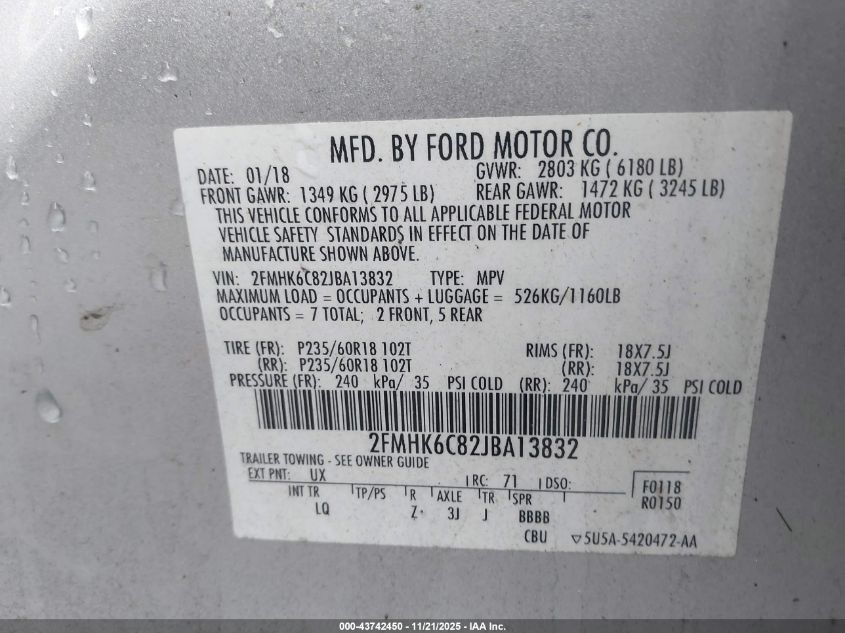 MFD. BY FORD MOTOR CO.
DATE: 01/18 GVWR: 2803 KG ( 6180 LB)
FRONT GAWR: 1349 KG ( 2975 LB) REAR GAWR: 1472 KG ( 3245 LB)
THIS VEHICLE CONFORMS TO ALL APPLICABLE FEDERAL MOTOR
VEHICLE SAFETY STANDARDS IN EFFECT ON THE DATE OF
MANUFACTURE SHOWN ABOVE.
VIN: 2FMHK6C82JBA13832 TYPE: MPV
MAXIMUM LOAD = OCCUPANTS + LUGGAGE = 526KG/1160LB
OCCUPANTS = 7 TOTAL; 2 FRONT, 5 REAR
TIRE (FR): P235/60R18 102T RIMS (FR): 18X7.5J
(RR): P235/60R18 102T (RR): 18X7.5J
PRESSURE (FR): 240 kPa/ 35 PSI COLD (RR): 240 kPa/ 35 PSI COLD
2FMHK6C82JBA13832
TRAILER TOWING - SEE OWNER GUIDE
EXT PNT: UX RC: 71 DSO: F0118
INT TR TP/PS R AXLE TR SPR R0150
LQ Z 3J J BBBB
CBU ▽5U5A-5420472-AA
000-43742450 - 11/21/2025 - IAA Inc.